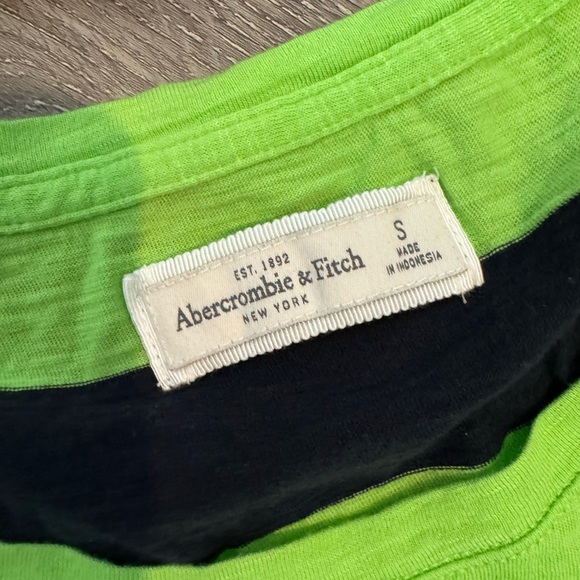 EST. 1892
Abercrombie & Fitch
NEW YORK
S
MADE
IN INDONESIA